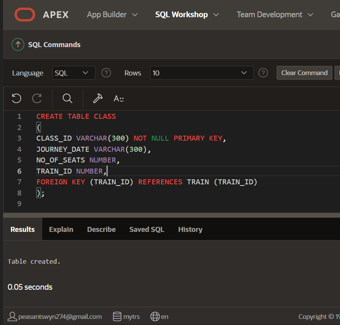 APEX App Builder SQL Workshop Team Development Ga
SQL Commands
Language SQL Rows 10 Clear Command
A..
1 CREATE TABLE CLASS
2 (
3 CLASS_ID VARCHAR(300) NOT NULL PRIMARY KEY,
4 JOURNEY_DATE VARCHAR(300),
5 NO_OF_SEATS NUMBER,
6 TRAIN_ID NUMBER,
7 FOREIGN KEY (TRAIN_ID) REFERENCES TRAIN (TRAIN_ID)
8 );
9
Results Explain Describe Saved SQL History
Table created.
0.05 seconds
peasantswyn274@gmail.com mytrs en Copyright © 19